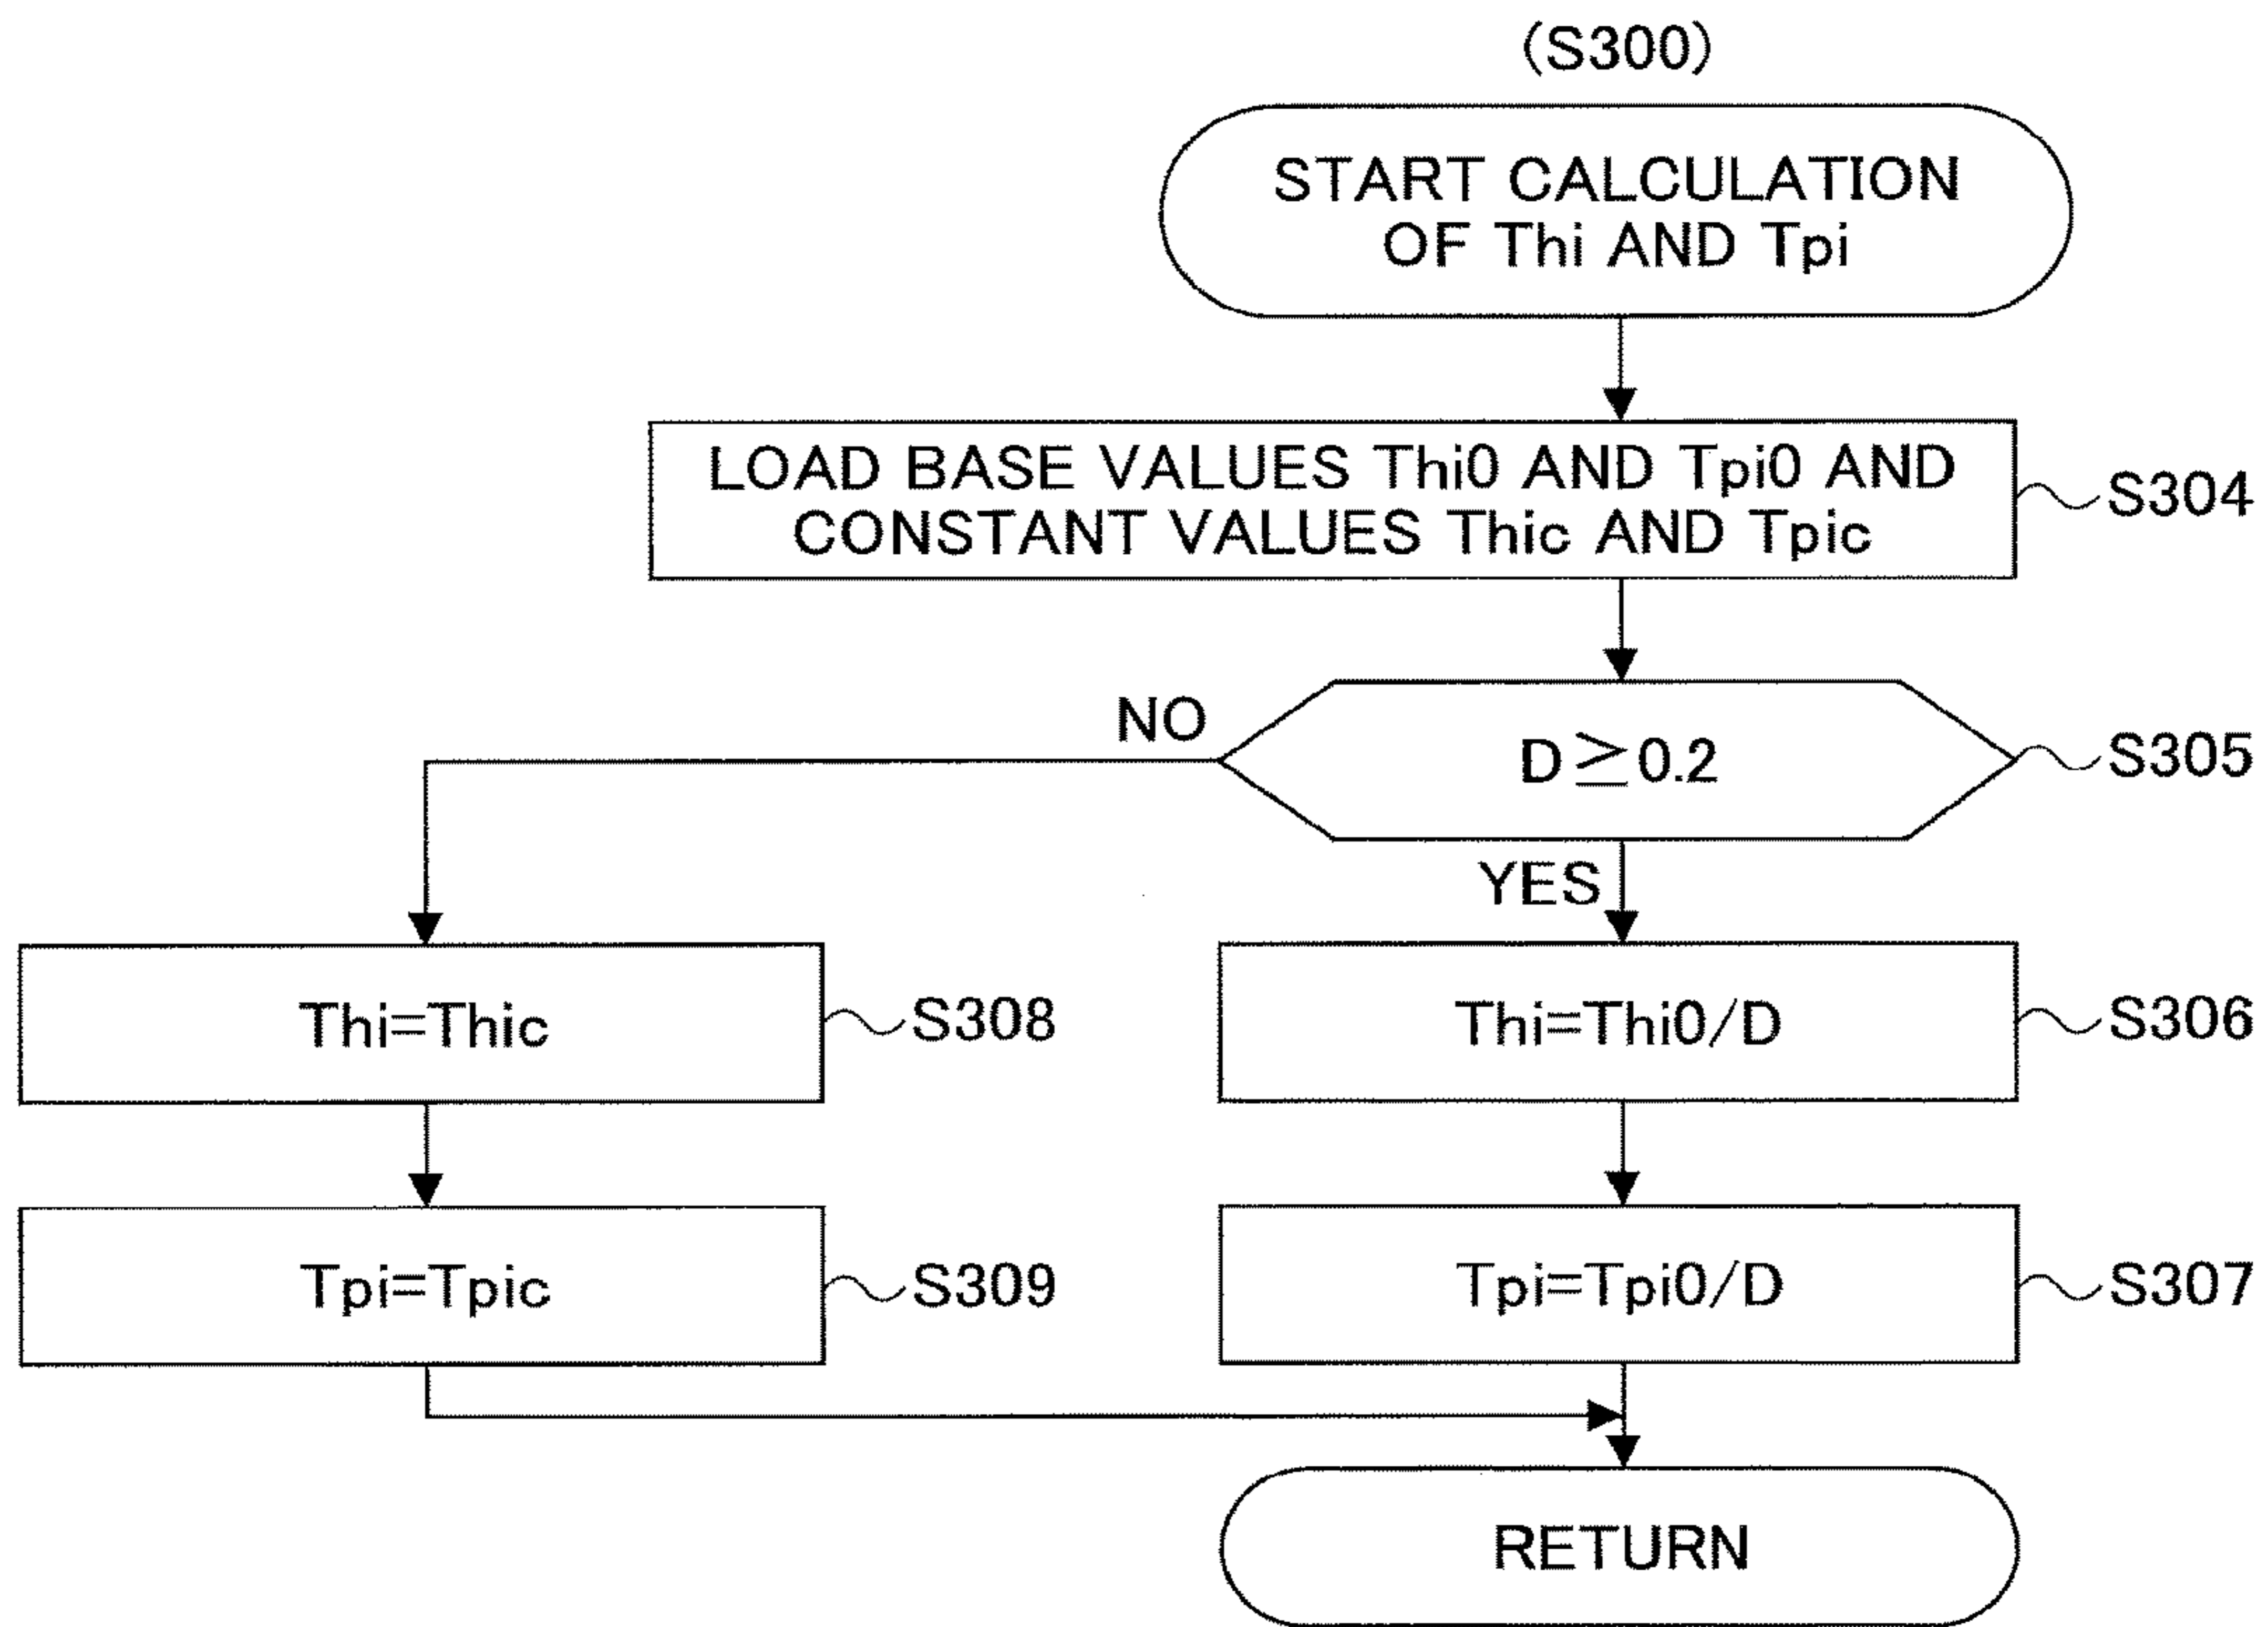 (S300)
START CALCULATION
OF Thi AND Tpi
LOAD BASE VALUES Thi0 AND Tpi0 AND
CONSTANT VALUES Thic AND Tpic
S304
NO
D≧0.2
S305
YES
Thi=Thic
S308
Thi=Thi0/D
S306
Tpi=Tpic
S309
Tpi=Tpi0/D
S307
RETURN